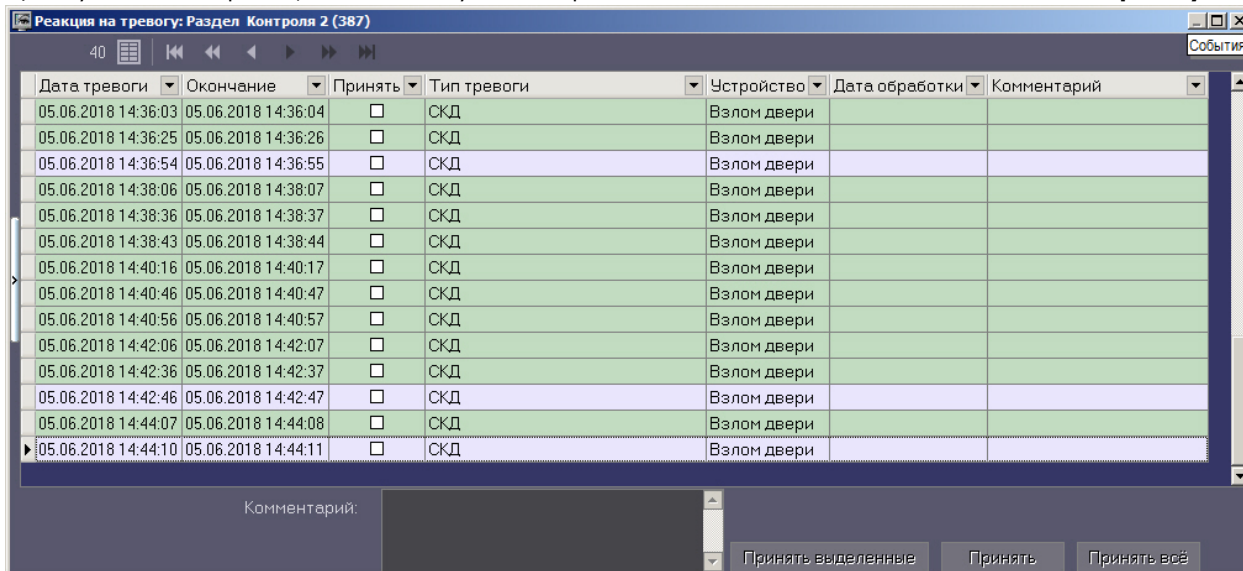 Реакция на тревогу: Раздел Контроля 2 (387)
40
События
Дата тревоги Окончание Принять Тип тревоги Устройство Дата обработки Комментарий
05.06.2018 14:36:03 05.06.2018 14:36:04 СКД Взлом двери
05.06.2018 14:36:25 05.06.2018 14:36:26 СКД Взлом двери
05.06.2018 14:36:54 05.06.2018 14:36:55 СКД Взлом двери
05.06.2018 14:38:06 05.06.2018 14:38:07 СКД Взлом двери
05.06.2018 14:38:36 05.06.2018 14:38:37 СКД Взлом двери
05.06.2018 14:38:43 05.06.2018 14:38:44 СКД Взлом двери
05.06.2018 14:40:16 05.06.2018 14:40:17 СКД Взлом двери
05.06.2018 14:40:46 05.06.2018 14:40:47 СКД Взлом двери
05.06.2018 14:40:56 05.06.2018 14:40:57 СКД Взлом двери
05.06.2018 14:42:06 05.06.2018 14:42:07 СКД Взлом двери
05.06.2018 14:42:36 05.06.2018 14:42:37 СКД Взлом двери
05.06.2018 14:42:46 05.06.2018 14:42:47 СКД Взлом двери
05.06.2018 14:44:07 05.06.2018 14:44:08 СКД Взлом двери
05.06.2018 14:44:10 05.06.2018 14:44:11 СКД Взлом двери
Комментарий:
Принять выделенные Принять Принять всё